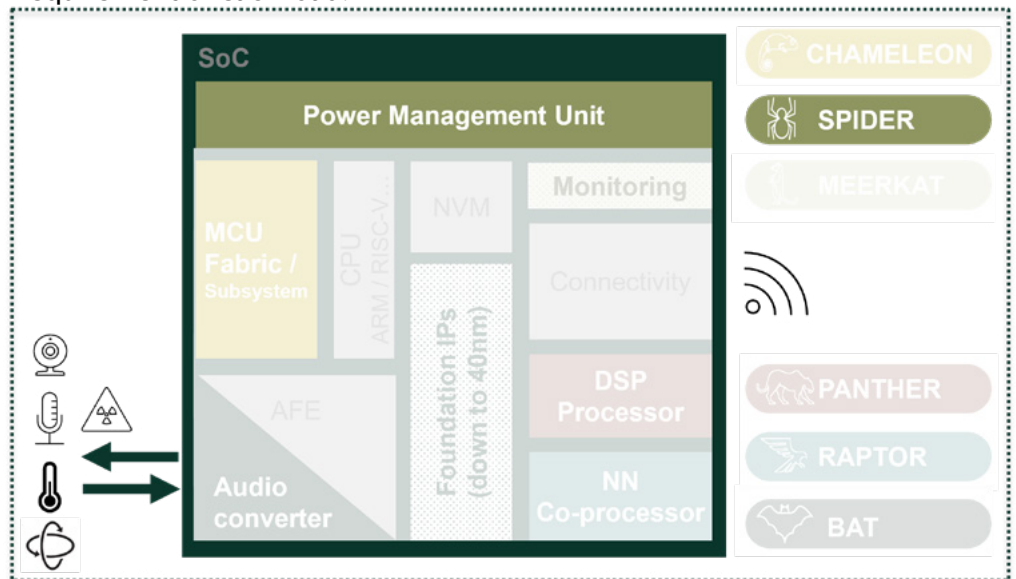 SoC
Power Management Unit
MCU
Fabric /
Subsystem
CPU
ARM / RISC-V...
NVM
Monitoring
Connectivity
Foundation IPs
(down to 40nm)
DSP
Processor
AFE
Audio
converter
NN
Co-processor
CHAMELEON
SPIDER
MEERKAT
PANTHER
RAPTOR
BAT